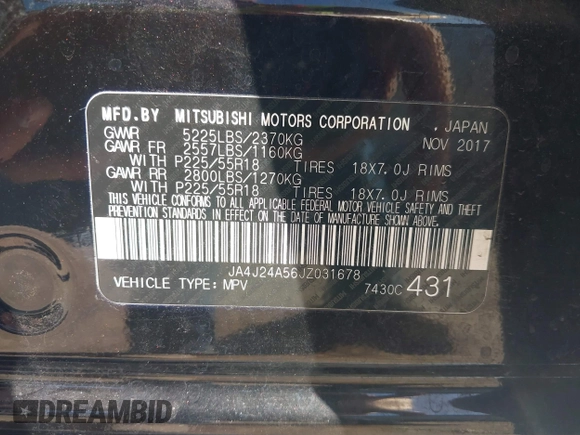 MFD.BY MITSUBISHI MOTORS CORPORATION , JAPAN
GVWR 5225LBS/2370KG NOV 2017
GAWR FR 2557LBS/1160KG
WITH P225/55R18 TIRES 18X7.0J RIMS
GAWR RR 2800LBS/1270KG
WITH P225/55R18 TIRES 18X7.0J RIMS
THIS VEHICLE CONFORMS TO ALL APPLICABLE FEDERAL MOTOR VEHICLE SAFETY AND THEFT
PREVENTION STANDARDS IN EFFECT ON THE DATE OF MANUFACTURE SHOWN ABOVE.
JA4J24A56JZ031678
VEHICLE TYPE: MPV 7430C 431
DREAMBID